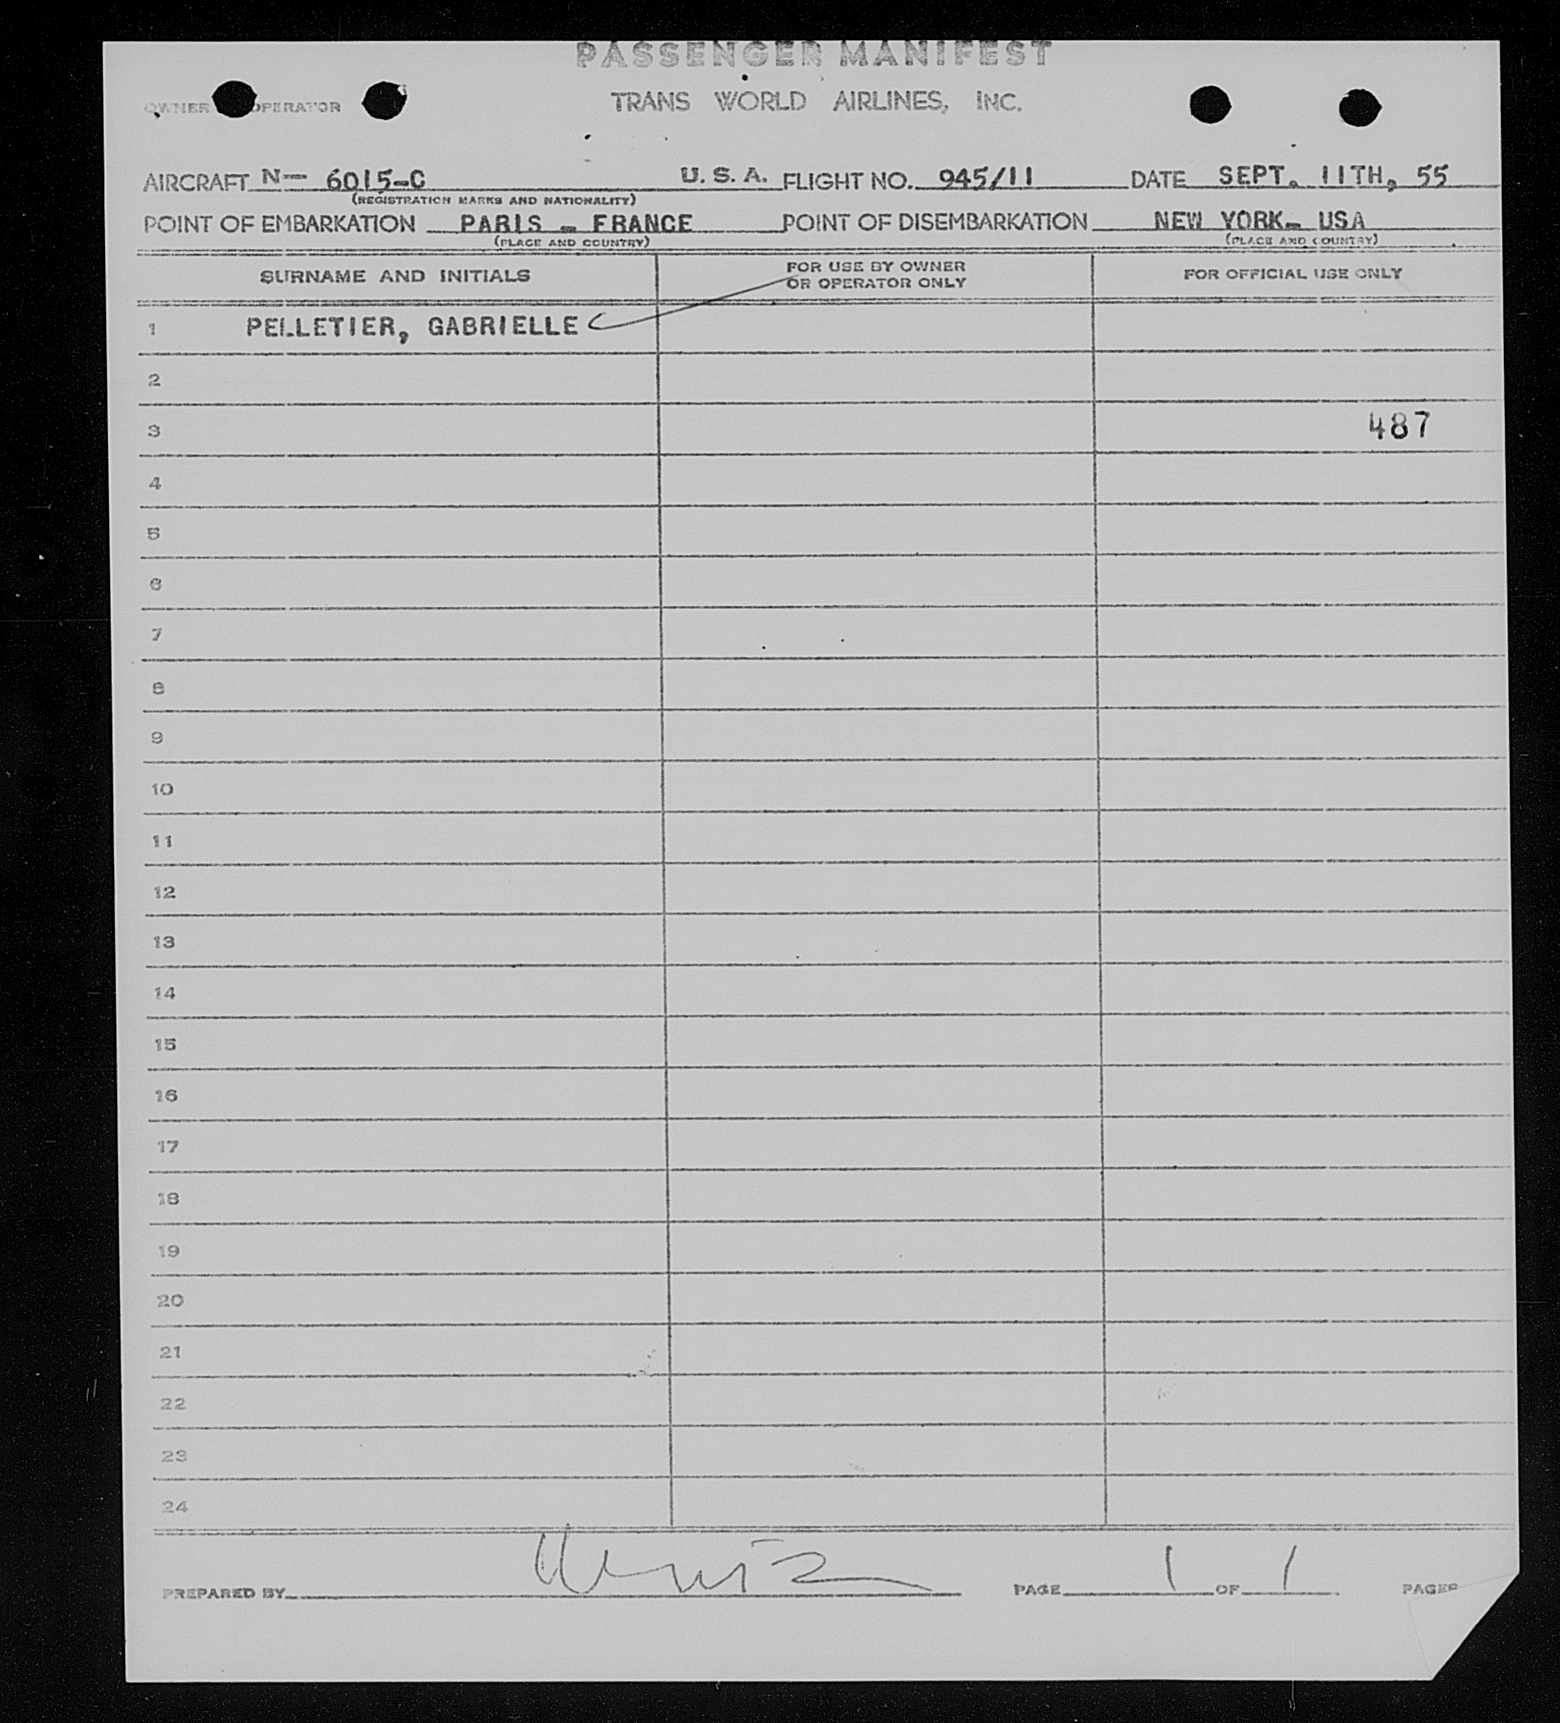 PASSENGER MANIFEST
OWNER OPERATOR TRANS WORLD AIRLINES, INC.
AIRCRAFT N— 6015-C U. S. A. FLIGHT NO. 945/11 DATE SEPT. 11TH, 55
(REGISTRATION MARKS AND NATIONALITY)
POINT OF EMBARKATION PARIS - FRANCE POINT OF DISEMBARKATION NEW YORK- USA
(PLACE AND COUNTRY) (PLACE AND COUNTRY)
SURNAME AND INITIALS FOR USE BY OWNER OR OPERATOR ONLY FOR OFFICIAL USE ONLY
1 PELLETIER, GABRIELLE
2
3 487
4
5
6
7
8
9
10
11
12
13
14
15
16
17
18
19
20
21
22
23
24
PREPARED BY PAGE 1 OF 1 PAGES